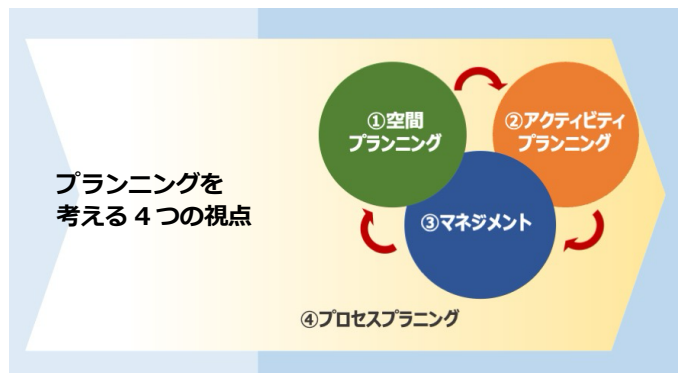 プランニングを
考える４つの視点
①空間
プランニング
②アクティビティ
プランニング
③マネジメント
④プロセスプラニング